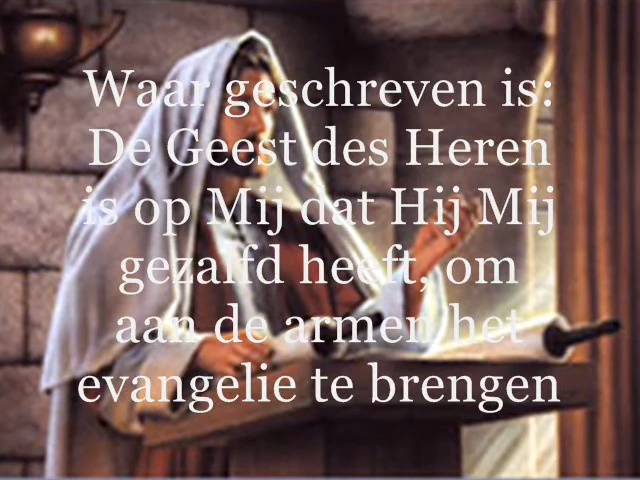 Waar geschreven is:
De Geest des Heren
is op Mij dat Hij Mij
gezalfd heeft, om
aan de armen het
evangelie te brengen